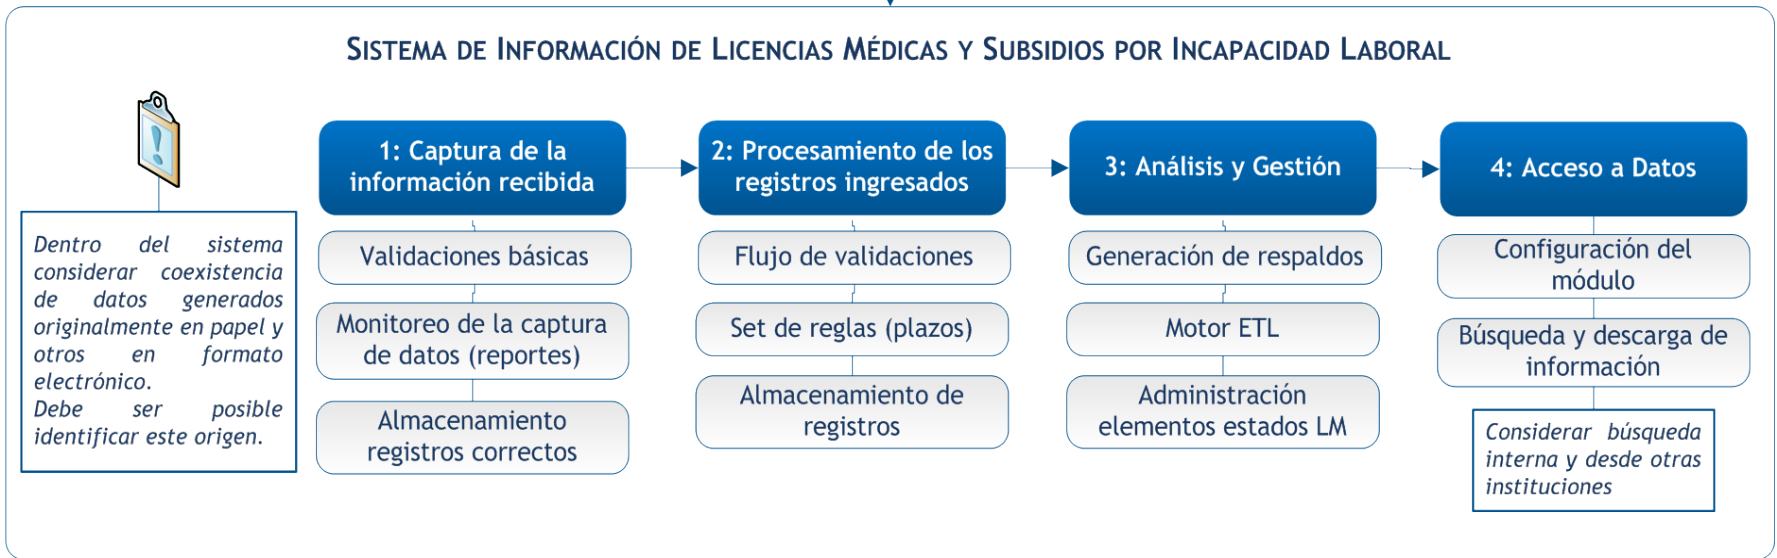 SISTEMA DE INFORMACIÓN DE LICENCIAS MÉDICAS Y SUBSIDIOS POR INCAPACIDAD LABORAL
Dentro del sistema
considerar coexistencia
de datos generados
originalmente en papel y
otros en formato
electrónico.
Debe ser posible
identificar este origen.
1: Captura de la
información recibida
Validaciones básicas
Monitoreo de la captura
de datos (reportes)
Almacenamiento
registros correctos
2: Procesamiento de los
registros ingresados
Flujo de validaciones
Set de reglas (plazos)
Almacenamiento de
registros
3: Análisis y Gestión
Generación de respaldos
Motor ETL
Administración
elementos estados LM
4: Acceso a Datos
Configuración del
módulo
Búsqueda y descarga de
información
Considerar búsqueda
interna y desde otras
instituciones